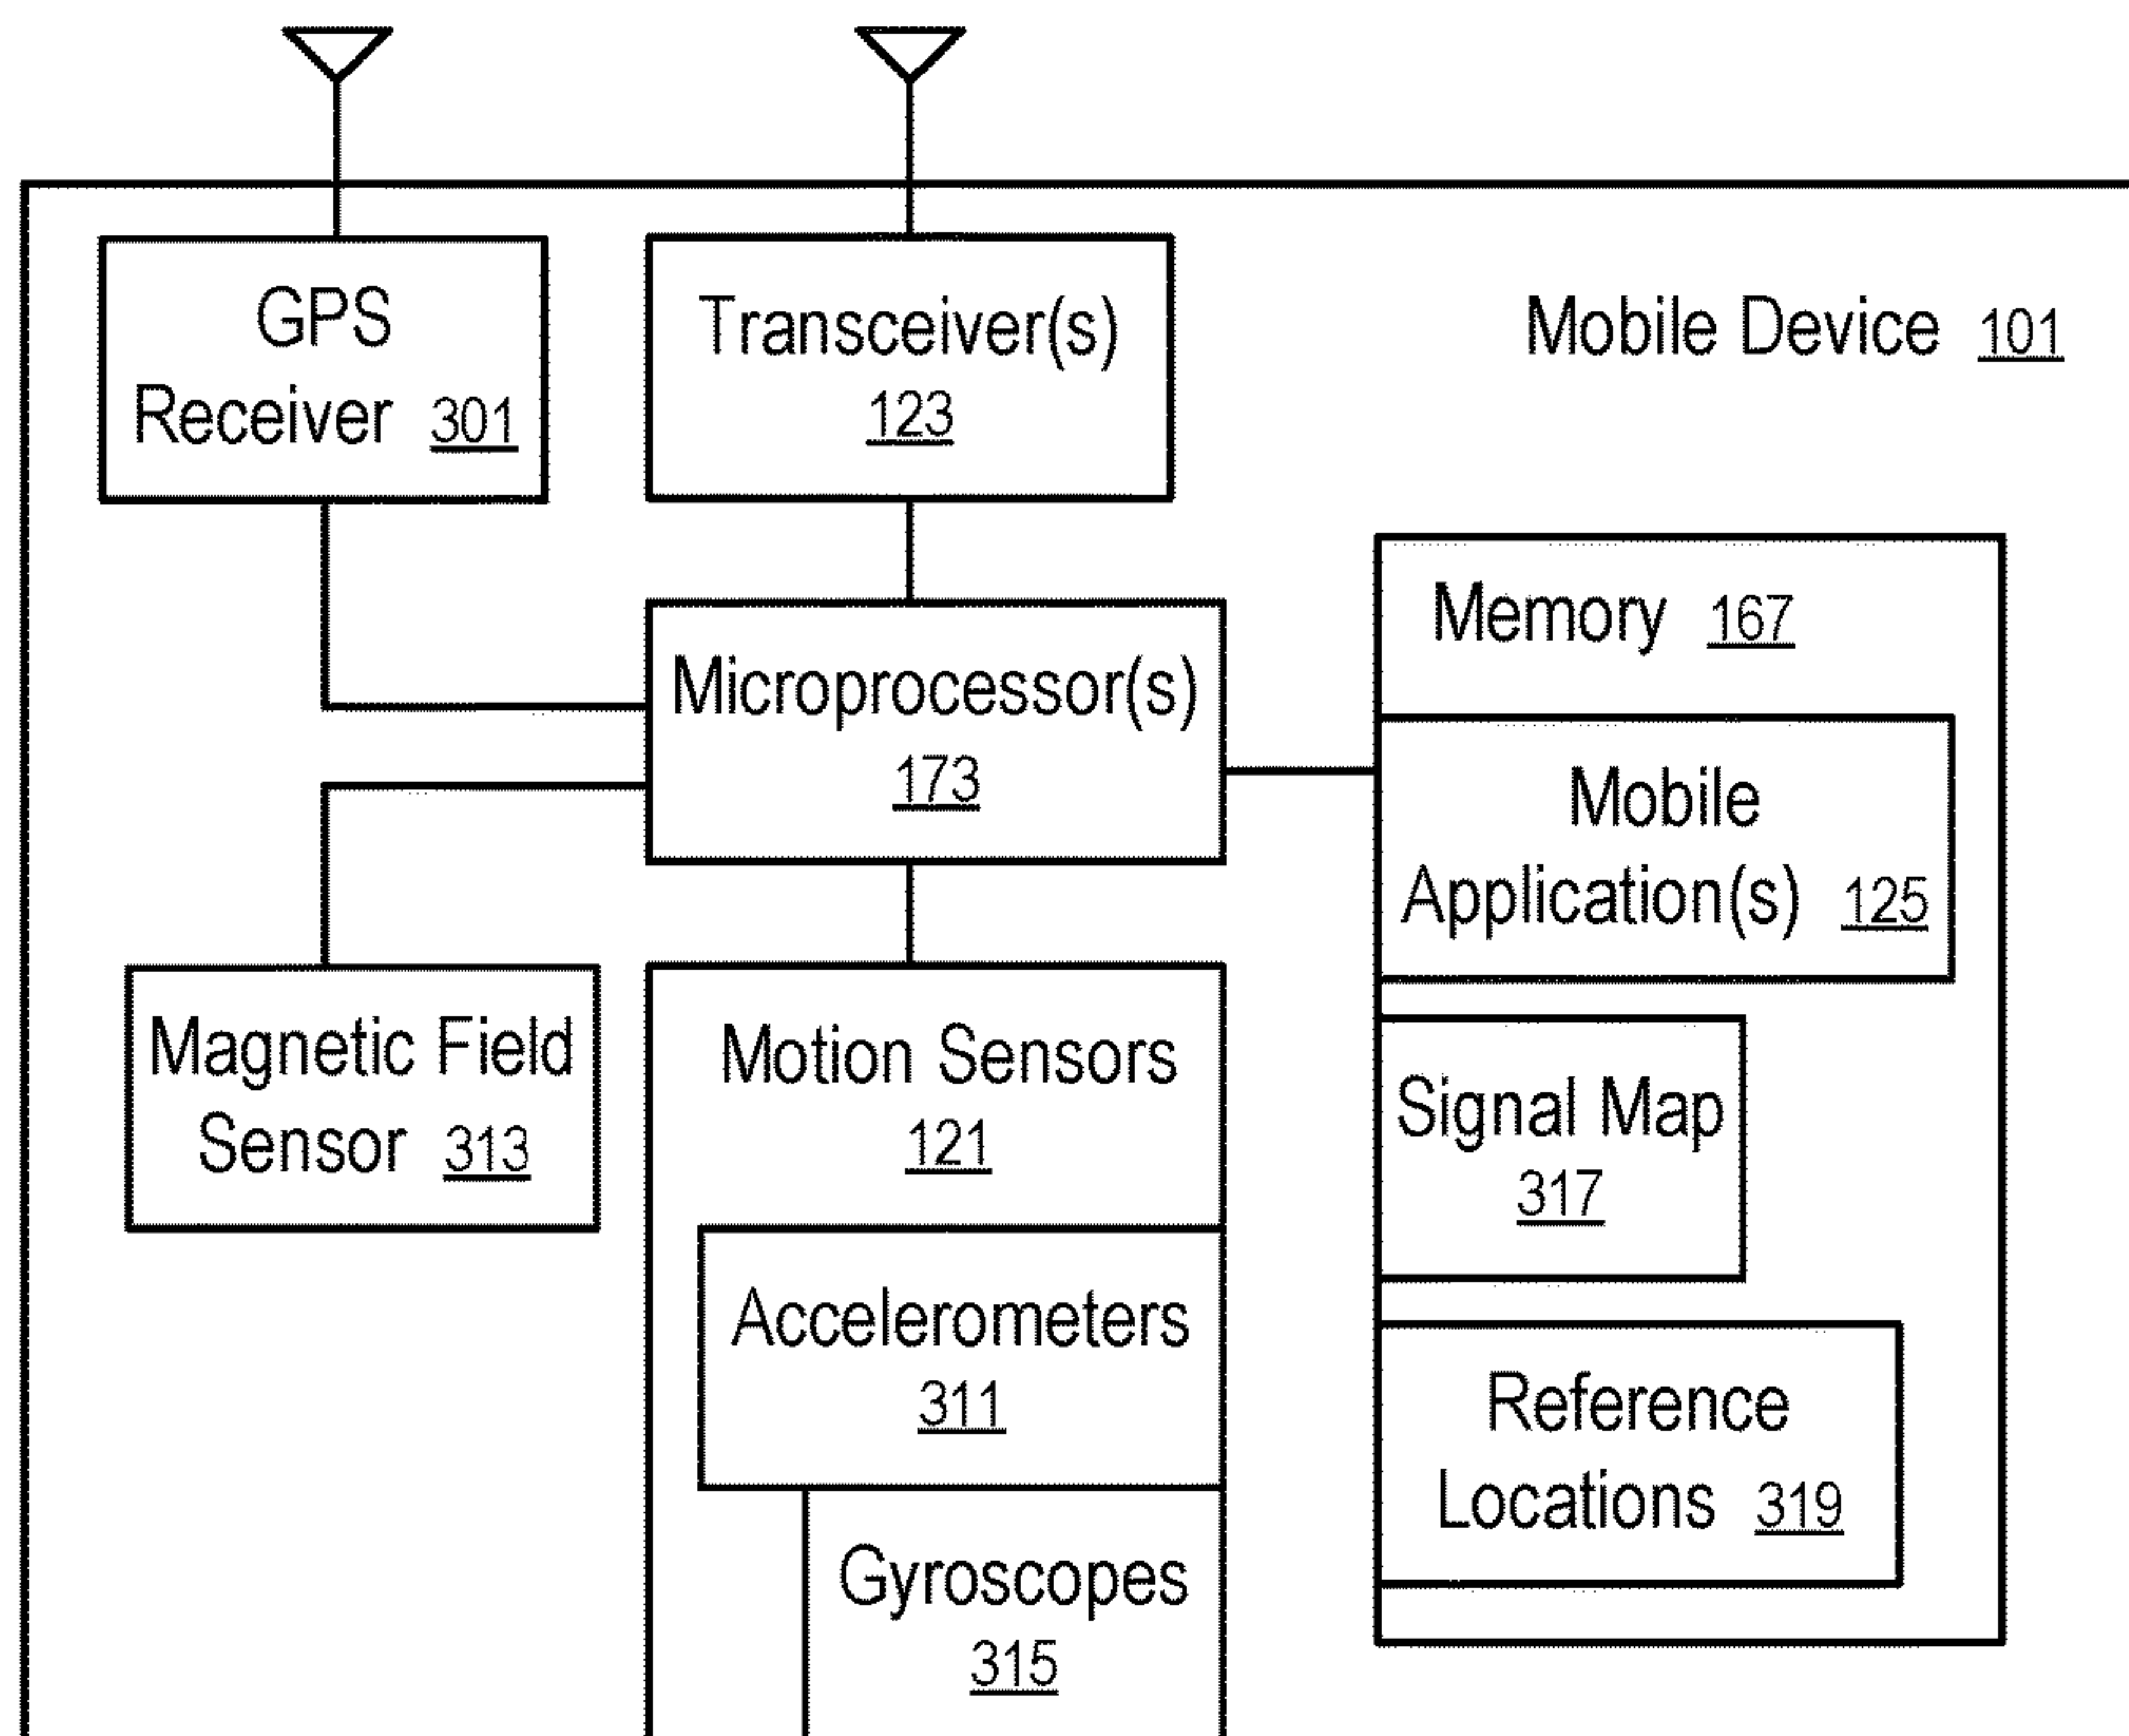 GPS
Receiver 301
Transceiver(s)
123
Mobile Device 101
Microprocessor(s)
173
Memory 167
Mobile
Application(s) 125
Signal Map
317
Reference
Locations 319
Magnetic Field
Sensor 313
Motion Sensors
121
Accelerometers
311
Gyroscopes
315